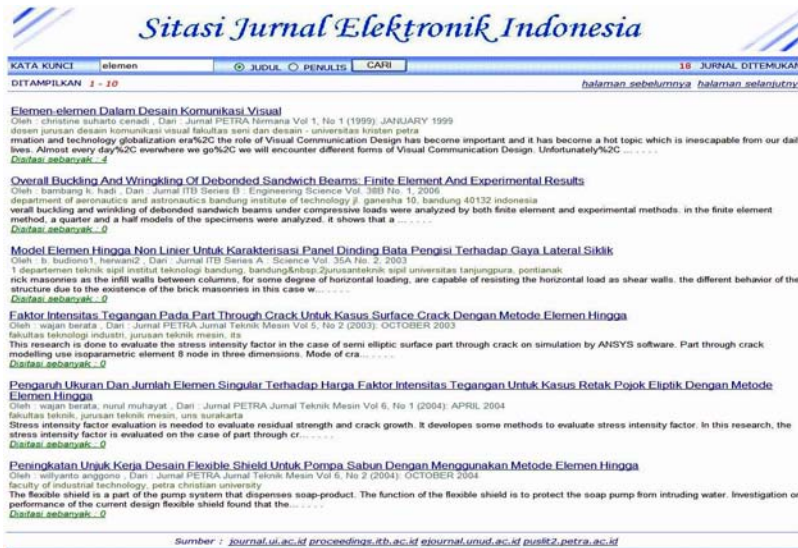 Sitasi Jurnal Elektronik Indonesia
KATA KUNCI elemen JUDUL PENULIS CARI 18 JURNAL DITEMUKAN
DITAMPILKAN 1 - 10 halaman sebelumnya halaman selanjutny
Elemen-elemen Dalam Desain Komunikasi Visual
Oleh : christine suharto cenadi , Dari : Jurnal PETRA Nirmana Vol 1, No 1 (1999): JANUARY 1999
dosen jurusan desain komunikasi visual fakultas seni dan desain - universitas kristen petra
rmation and technology globalization era%2C the role of Visual Communication Design has become important and it has become a hot topic which is inescapable from our dail
lives. Almost every day%2C everwhere we go%2C we will encounter different forms of Visual Communication Design. Unfortunately%2C ... . . . .
Disitasi sebanyak : 4
Overall Buckling And Wringkling Of Debonded Sandwich Beams: Finite Element And Experimental Results
Oleh : bambang k. hadi , Dari : Jurnal ITB Series B : Engineering Science Vol. 38B No. 1, 2006
department of aeronautics and astronautics bandung institute of technology jl. ganesha 10, bandung 40132 indonesia
verall buckling and wrinkling of debonded sandwich beams under compressive loads were analyzed by both finite element and experimental methods. in the finite element
method, a quarter and a half models of the specimens were analyzed. it shows that a ... . . . .
Disitasi sebanyak : 0
Model Elemen Hingga Non Linier Untuk Karakterisasi Panel Dinding Bata Pengisi Terhadap Gaya Lateral Siklik
Oleh : b. budiono1, herwani2 , Dari : Jurnal ITB Series A : Science Vol. 35A No. 2, 2003
1 departemen teknik sipil institut teknologi bandung, bandung&nbsp;2jurusanteknik sipil universitas tanjungpura, pontianak
rick masonries as the infill walls between columns, for some degree of horizontal loading, are capable of resisting the horizontal load as shear walls. the different behavior of the
structure due to the existence of the brick masonries in this case w... . . . .
Disitasi sebanyak : 0
Faktor Intensitas Tegangan Pada Part Through Crack Untuk Kasus Surface Crack Dengan Metode Elemen Hingga
Oleh : wajan berata , Dari : Jurnal PETRA Jurnal Teknik Mesin Vol 5, No 2 (2003): OCTOBER 2003
fakultas teknologi industri, jurusan teknik mesin, its
This research is done to evaluate the stress intensity factor in the case of semi elliptic surface part through crack on simulation by ANSYS software. Part through crack
modelling use isoparametric element 8 node in three dimensions. Mode of cra... . . . .
Disitasi sebanyak : 0
Pengaruh Ukuran Dan Jumlah Elemen Singular Terhadap Harga Faktor Intensitas Tegangan Untuk Kasus Retak Pojok Eliptik Dengan Metode
Elemen Hingga
Oleh : wajan berata, nurul muhayat , Dari : Jurnal PETRA Jurnal Teknik Mesin Vol 6, No 1 (2004): APRIL 2004
fakultas teknik, jurusan teknik mesin, uns surakarta
Stress intensity factor evaluation is needed to evaluate residual strength and crack growth. It developes some methods to evaluate stress intensity factor. In this research, the
stress intensity factor is evaluated on the case of part through cr... . . . .
Disitasi sebanyak : 0
Peningkatan Unjuk Kerja Desain Flexible Shield Untuk Pompa Sabun Dengan Menggunakan Metode Elemen Hingga
Oleh : willyanto anggono , Dari : Jurnal PETRA Jurnal Teknik Mesin Vol 6, No 2 (2004): OCTOBER 2004
faculty of industrial technology, petra christian university
The flexible shield is a part of the pump system that dispenses soap-product. The function of the flexible shield is to protect the soap pump from intruding water. Investigation on
performance of the current design flexible shield found that the... . . . .
Disitasi sebanyak : 0
Sumber : journal.ui.ac.id proceedings.itb.ac.id ejournal.unud.ac.id puslit2.petra.ac.id